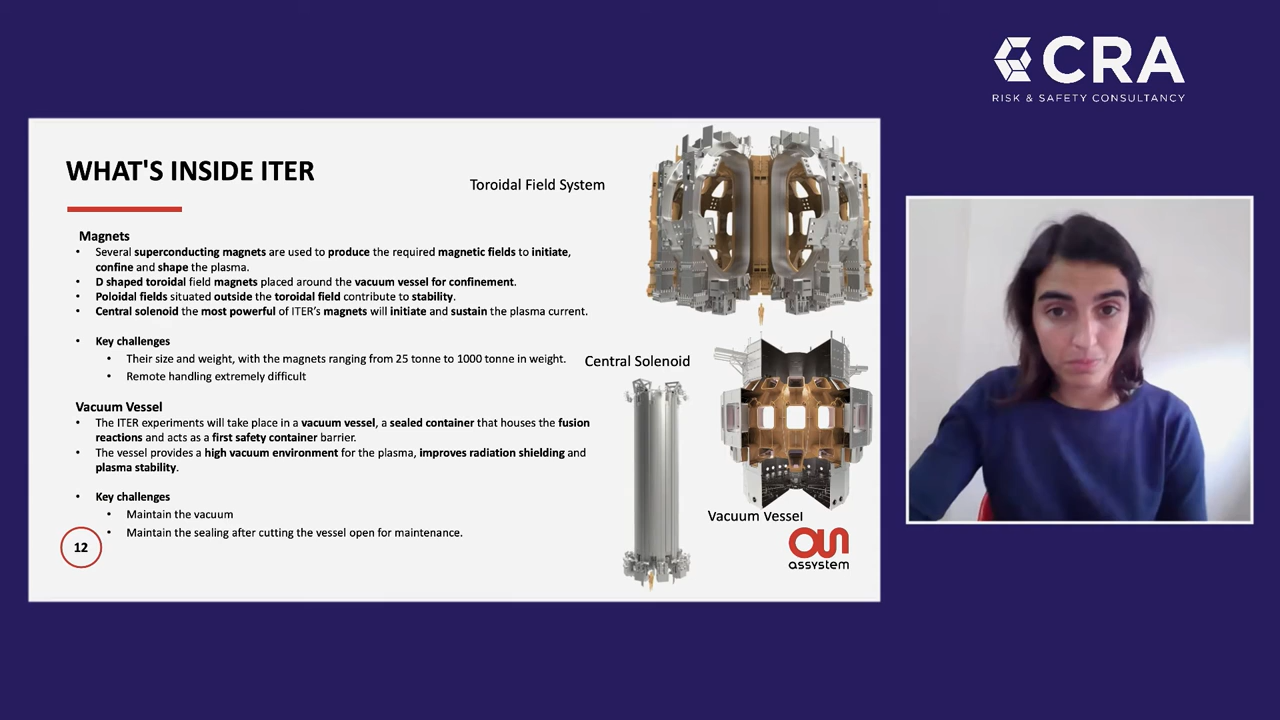 CRA
RISK & SAFETY CONSULTANCY
WHAT'S INSIDE ITER
Toroidal Field System
Magnets
• Several superconducting magnets are used to produce the required magnetic fields to initiate,
confine and shape the plasma.
• D shaped toroidal field magnets placed around the vacuum vessel for confinement.
• Poloidal fields situated outside the toroidal field contribute to stability.
• Central solenoid the most powerful of ITER's magnets will initiate and sustain the plasma current.
• Key challenges
• Their size and weight, with the magnets ranging from 25 tonne to 1000 tonne in weight.
• Remote handling extremely difficult
Central Solenoid
Vacuum Vessel
• The ITER experiments will take place in a vacuum vessel, a sealed container that houses the fusion
reactions and acts as a first safety container barrier.
• The vessel provides a high vacuum environment for the plasma, improves radiation shielding and
plasma stability.
• Key challenges
• Maintain the vacuum
• Maintain the sealing after cutting the vessel open for maintenance.
Vacuum Vessel
12
assystem